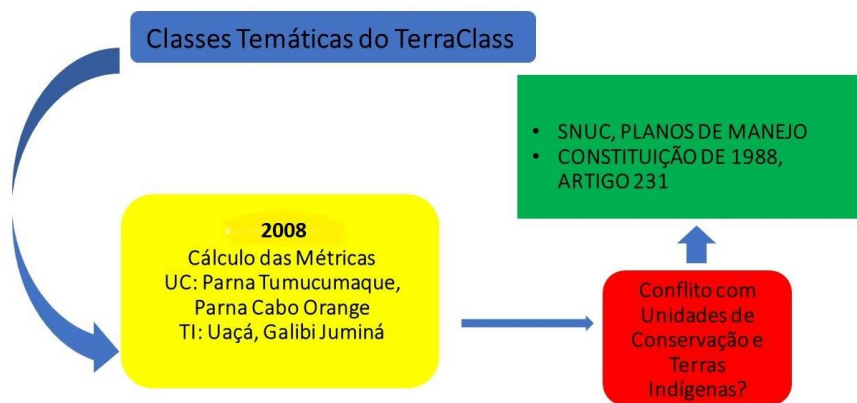 Classes Temáticas do TerraClass
2008
Cálculo das Métricas
UC: Parna Tumucumaque,
Parna Cabo Orange
TI: Uaçá, Galibi Juminá
Conflito com
Unidades de
Conservação e
Terras
Indígenas?
• SNUC, PLANOS DE MANEJO
• CONSTITUIÇÃO DE 1988,
ARTIGO 231